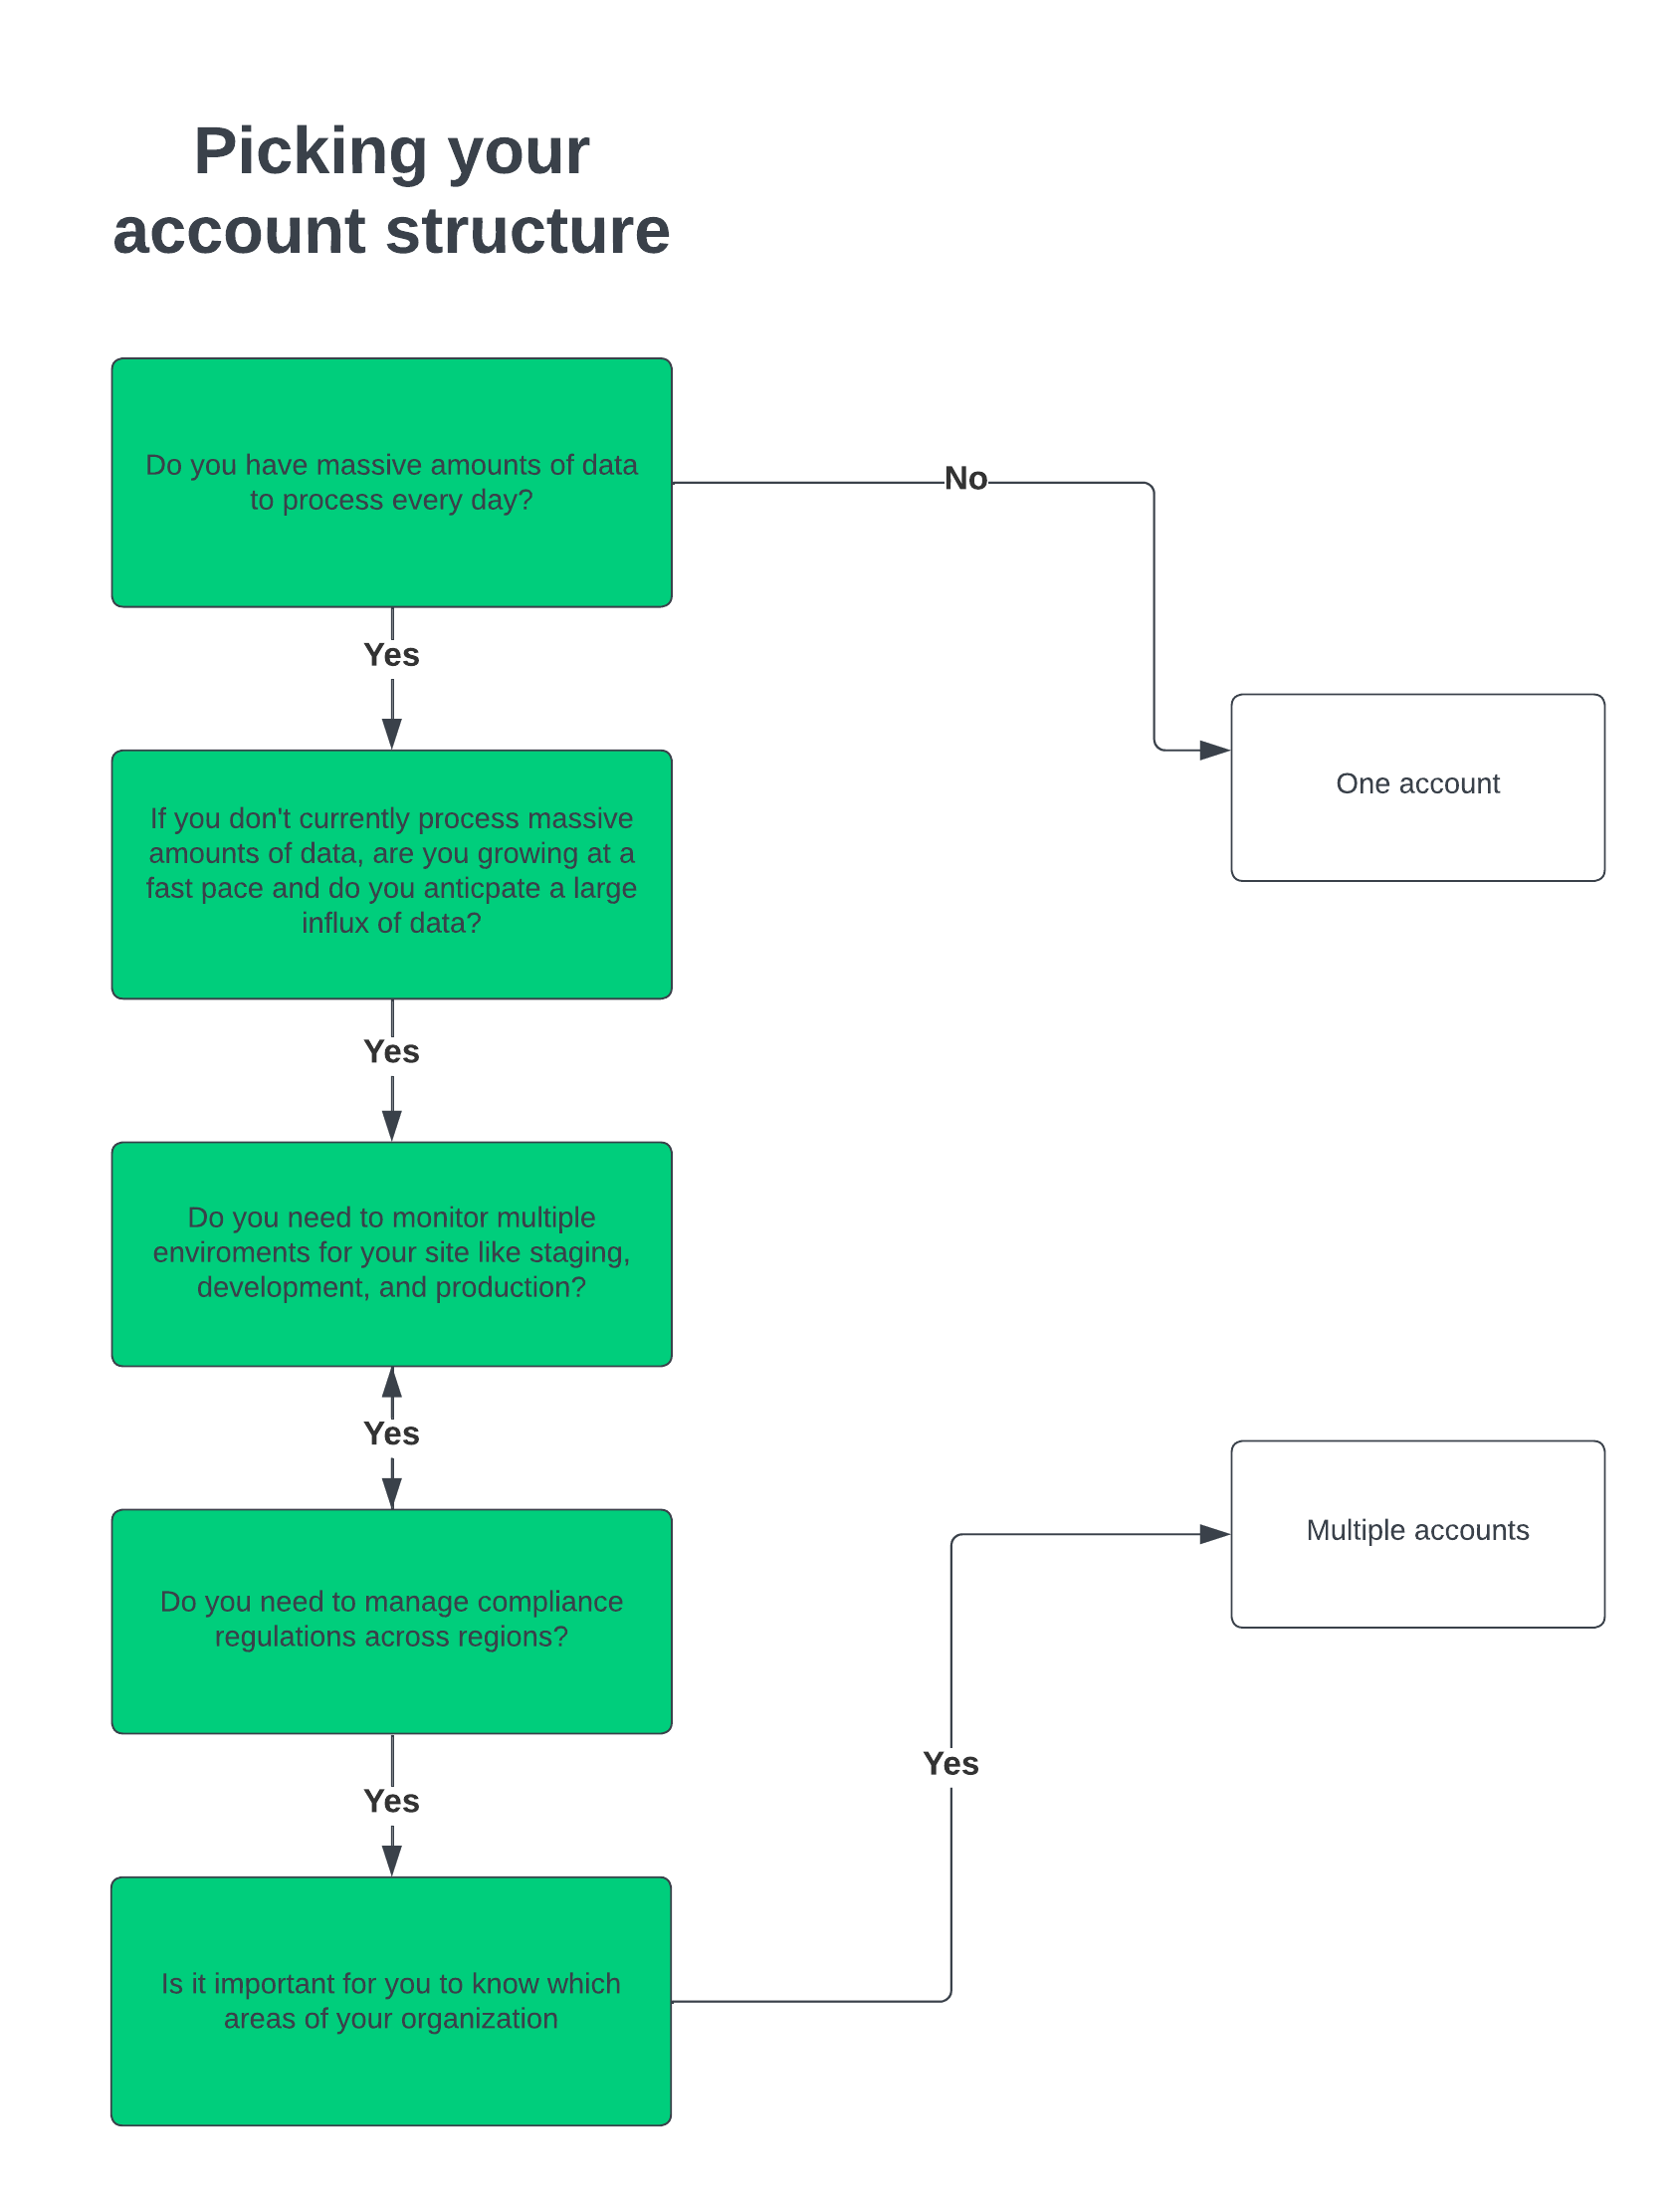 Picking your
account structure
Do you have massive amounts of data
to process every day?
No
Yes
One account
If you don't currently process massive
amounts of data, are you growing at a
fast pace and do you anticpate a large
influx of data?
Yes
Do you need to monitor multiple
enviroments for your site like staging,
development, and production?
Yes
Multiple accounts
Do you need to manage compliance
regulations across regions?
Yes
Yes
Is it important for you to know which
areas of your organization